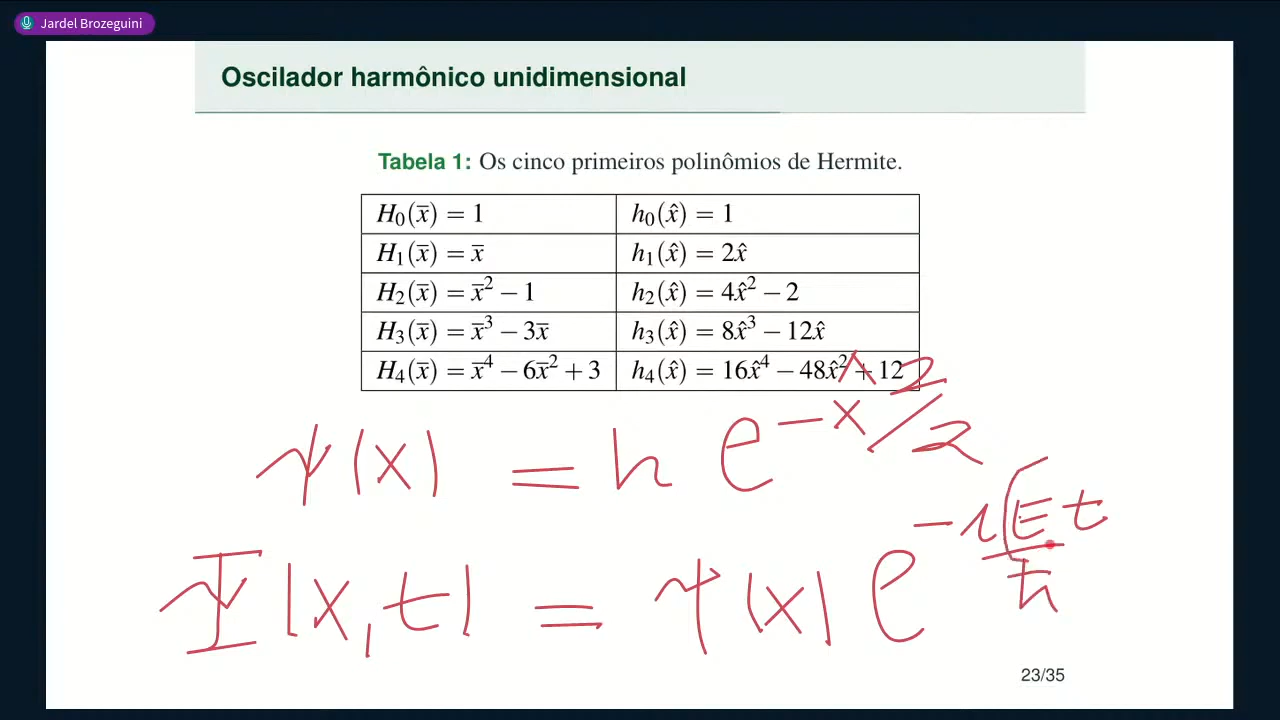 Jardel Brozeguini
Oscilador harmônico unidimensional
Tabela 1: Os cinco primeiros polinômios de Hermite.
H₀(x̅) = 1 h₀(x̂) = 1
H₁(x̅) = x̅ h₁(x̂) = 2x̂
H₂(x̅) = x̅² − 1 h₂(x̂) = 4x̂² − 2
H₃(x̅) = x̅³ − 3x̅ h₃(x̂) = 8x̂³ − 12x̂
H₄(x̅) = x̅⁴ − 6x̅² + 3 h₄(x̂) = 16x̂⁴ − 48x̂² + 12
ψ(x) = h e^(−x̂²/2)
Ψ(x,t) = ψ(x) e^(−i(E t/ħ
23/35